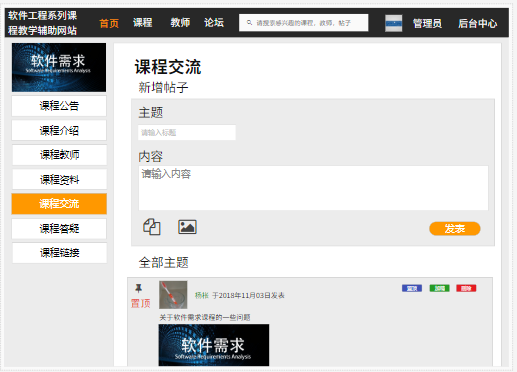 软件工程系列课
程教学辅助网站
首页 课程 教师 论坛
请搜索感兴趣的课程，教师，帖子
管理员 后台中心
软件需求
Software Requirements Analysis
课程公告
课程介绍
课程教师
课程资料
课程交流
课程答疑
课程链接
课程交流
新增帖子
主题
请输入标题
内容
请输入内容
发表
全部主题
置顶
杨枨 于2018年11月03日发表
置顶 删除
关于软件需求课程的一些问题
软件需求
Software Requirements Analysis